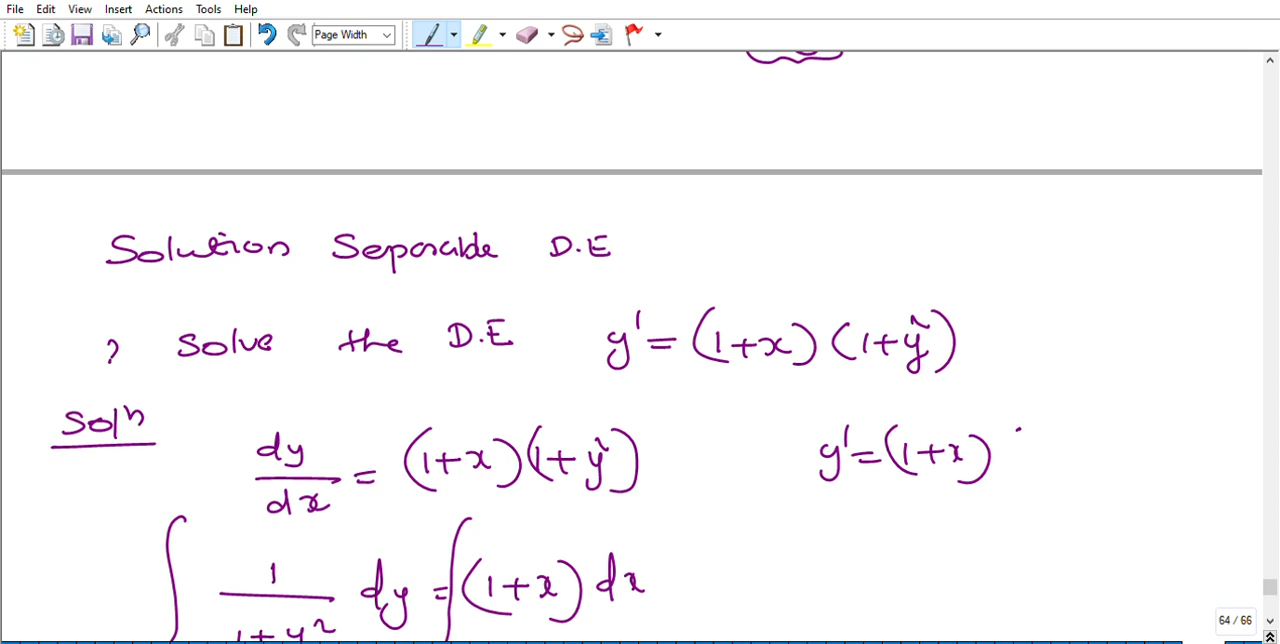 File Edit View Insert Actions Tools Help
Page Width
Solution Separable D.E
? Solve the D.E y' = (1+x) (1+y²)
Solⁿ
dy/dx = (1+x)(1+y²) y' = (1+x)
∫ 1/(1+y²) dy = ∫ (1+x) dx
64 / 66